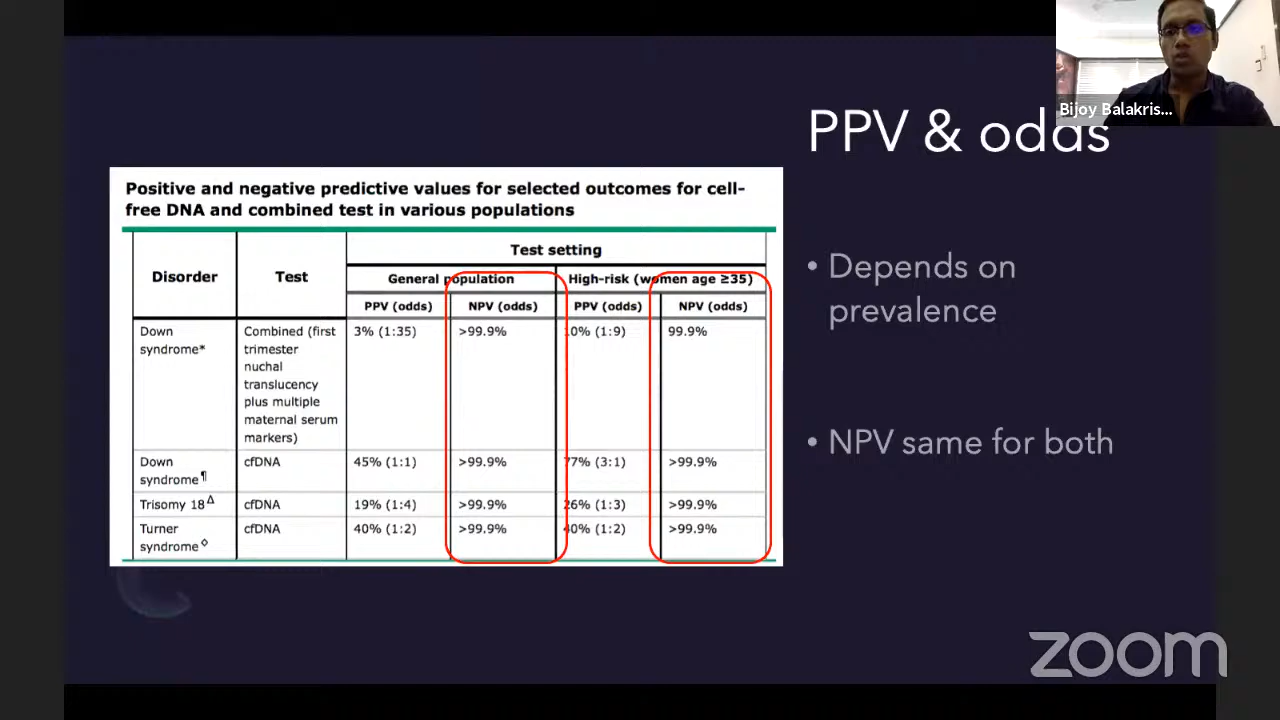 Bijoy Balakris...
PPV & odds
Positive and negative predictive values for selected outcomes for cell-
free DNA and combined test in various populations
Disorder
Test
Test setting
General population
High-risk (women age ≥35)
PPV (odds)
NPV (odds)
PPV (odds)
NPV (odds)
Down
syndrome*
Combined (first
trimester
nuchal
translucency
plus multiple
maternal serum
markers)
3% (1:35)
>99.9%
10% (1:9)
99.9%
Down
syndrome¶
cfDNA
45% (1:1)
>99.9%
77% (3:1)
>99.9%
Trisomy 18Δ
cfDNA
19% (1:4)
>99.9%
26% (1:3)
>99.9%
Turner
syndrome◊
cfDNA
40% (1:2)
>99.9%
40% (1:2)
>99.9%
• Depends on
prevalence
• NPV same for both
zoom